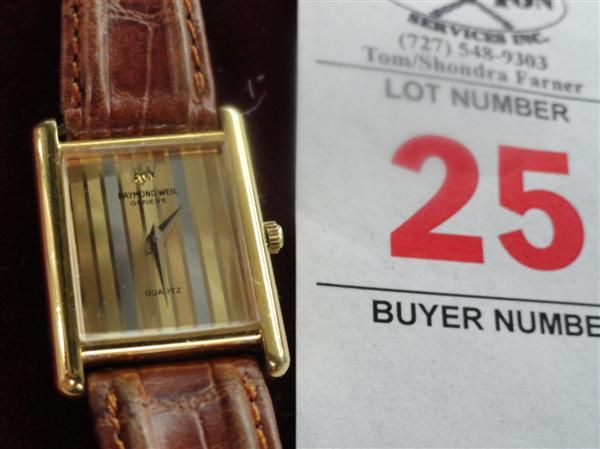 RAYMOND WEIL
GENEVE
QUARTZ
SERVICES INC.
(727) 548-9303
Tom/Shondra Farner
LOT NUMBER
25
BUYER NUMBE